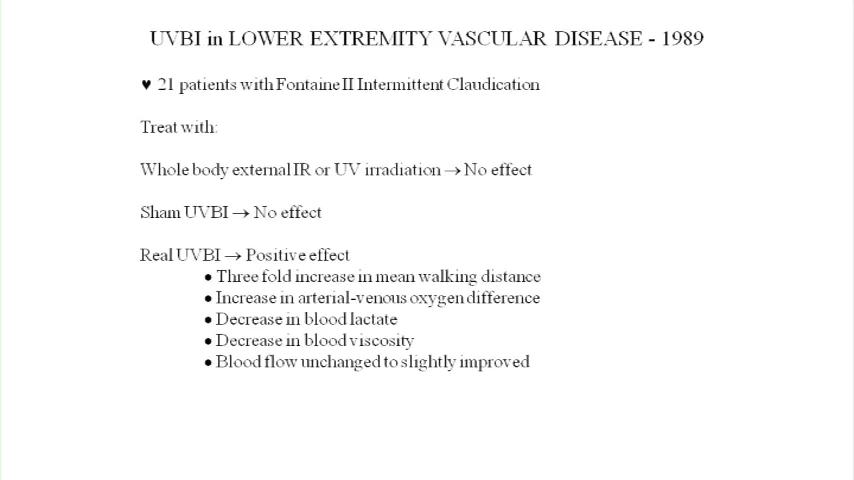 UVBI in LOWER EXTREMITY VASCULAR DISEASE - 1989
♥ 21 patients with Fontaine II Intermittent Claudication
Treat with:
Whole body external IR or UV irradiation → No effect
Sham UVBI → No effect
Real UVBI → Positive effect
● Three fold increase in mean walking distance
● Increase in arterial-venous oxygen difference
● Decrease in blood lactate
● Decrease in blood viscosity
● Blood flow unchanged to slightly improved